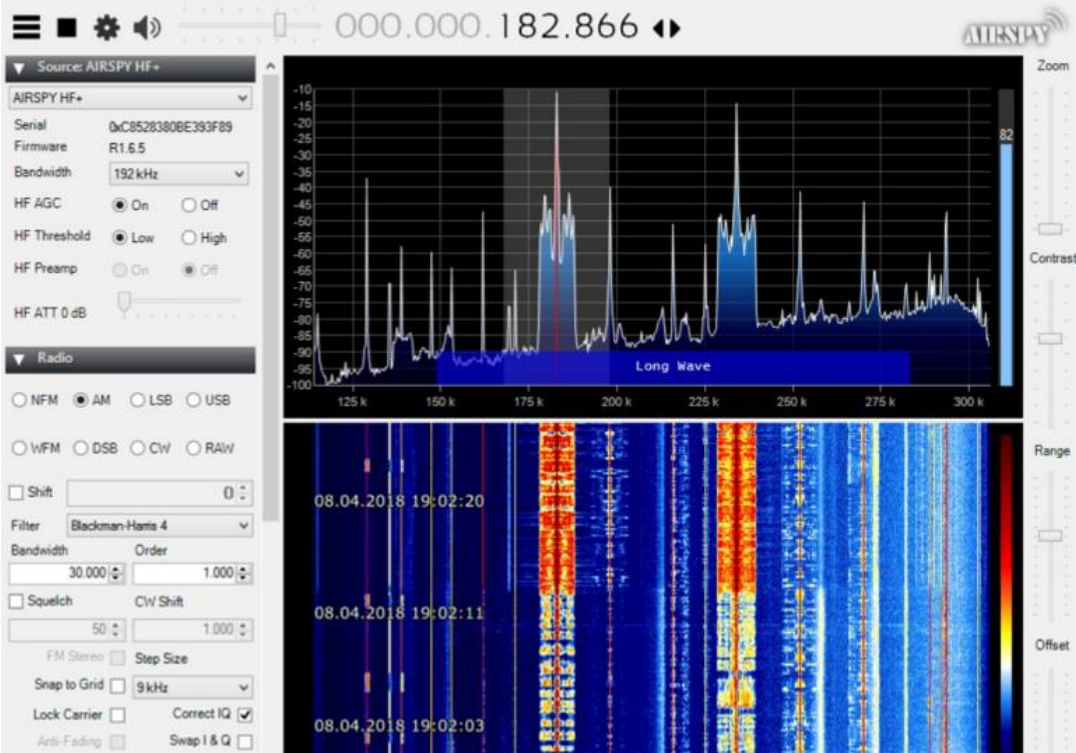 000.000.182.866
AIRSPY
Source: AIRSPY HF+
AIRSPY HF+
Serial 0xC8528380BE393F89
Firmware R1.6.5
Bandwidth 192 kHz
HF AGC On Off
HF Threshold Low High
HF Preamp On Off
HF ATT 0 dB
Radio
NFM AM LSB USB
WFM DSB CW RAW
Shift 0
Filter Blackman-Harris 4
Bandwidth Order
30.000 1.000
Squelch CW Shift
50 1.000
FM Stereo Step Size
Snap to Grid 9 kHz
Lock Carrier Correct IQ
Anti-Fading Swap I & Q
-10
-15
-20
-25
-30
-35
-40
-45
-50
-55
-60
-65
-70
-75
-80
-85
-90
-95
-100
Long Wave
125 k 150 k 175 k 200 k 225 k 250 k 275 k 300 k
82
08.04.2018 19:02:20
08.04.2018 19:02:11
08.04.2018 19:02:03
Zoom
Contrast
Range
Offset